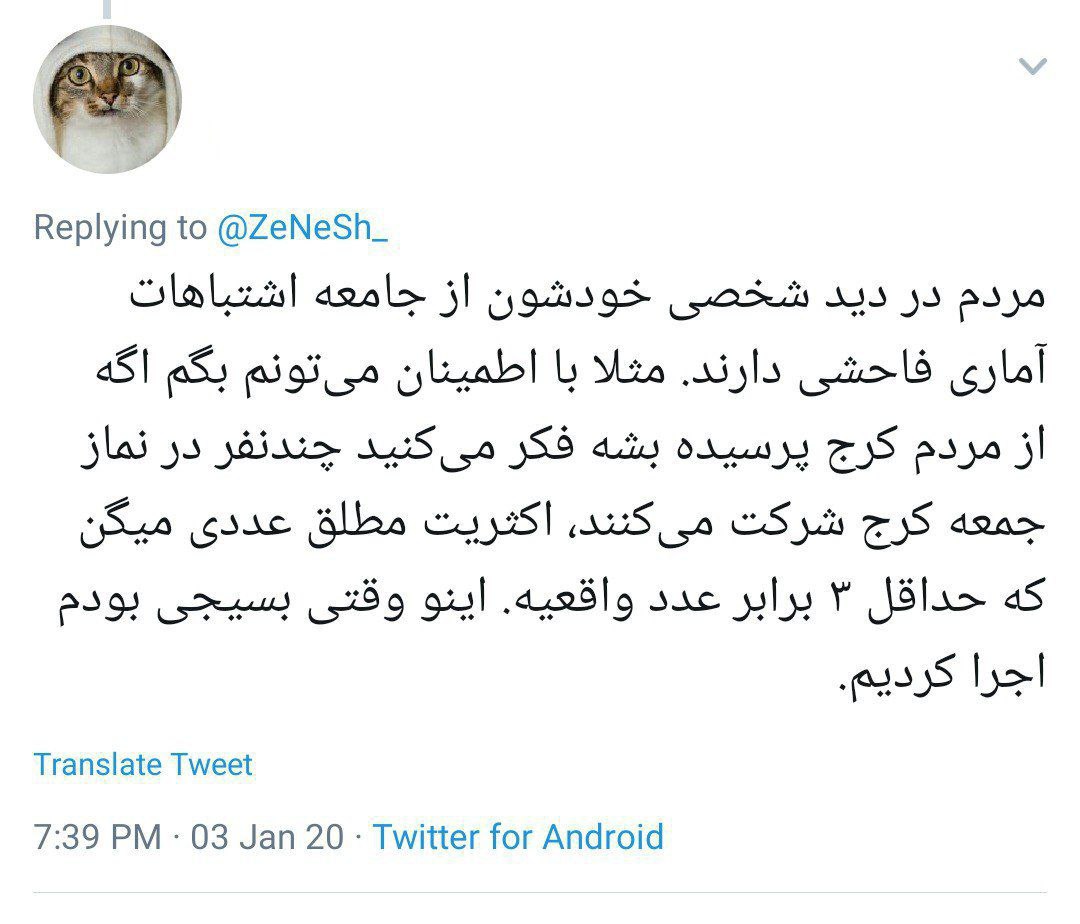 Replying to @ZeNeSh_
مردم در دید شخصی خودشون از جامعه اشتباهات
آماری فاحشی دارند. مثلا با اطمینان می‌تونم بگم اگه
از مردم کرج پرسیده بشه فکر می‌کنید چندنفر در نماز
جمعه کرج شرکت می‌کنند، اکثریت مطلق عددی میگن
که حداقل ۳ برابر عدد واقعیه. اینو وقتی بسیجی بودم
اجرا کردیم.
Translate Tweet
7:39 PM · 03 Jan 20 · Twitter for Android